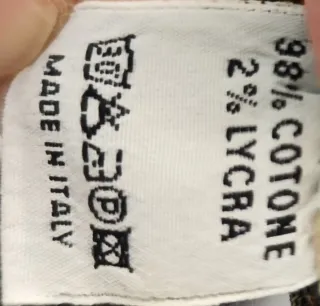 98% COTONE
2% LYCRA
MADE IN ITALY